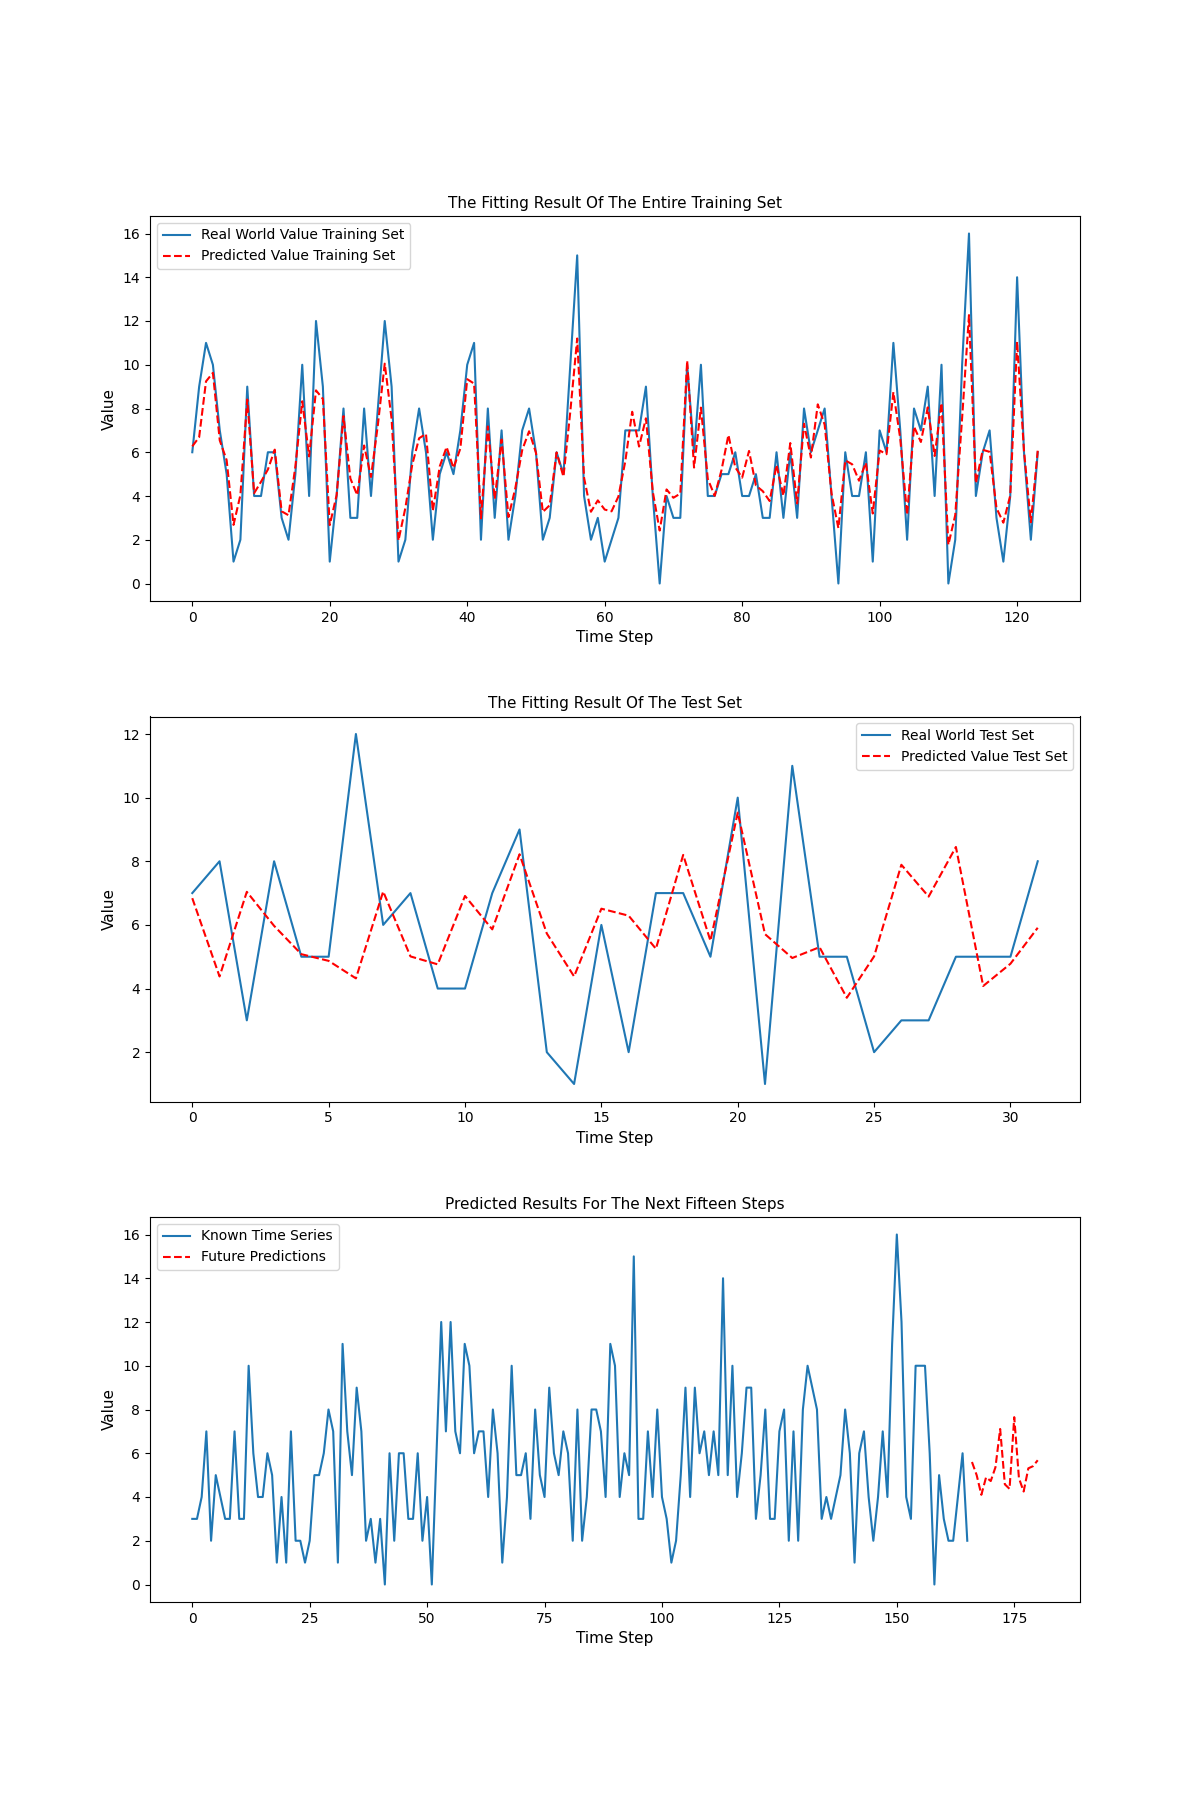 The Fitting Result Of The Entire Training Set
Real World Value Training Set
Predicted Value Training Set
16
14
12
10
8
6
4
2
0
Value
0 20 40 60 80 100 120
Time Step
The Fitting Result Of The Test Set
Real World Test Set
Predicted Value Test Set
12
10
8
6
4
2
Value
0 5 10 15 20 25 30
Time Step
Predicted Results For The Next Fifteen Steps
Known Time Series
Future Predictions
16
14
12
10
8
6
4
2
0
Value
0 25 50 75 100 125 150 175
Time Step